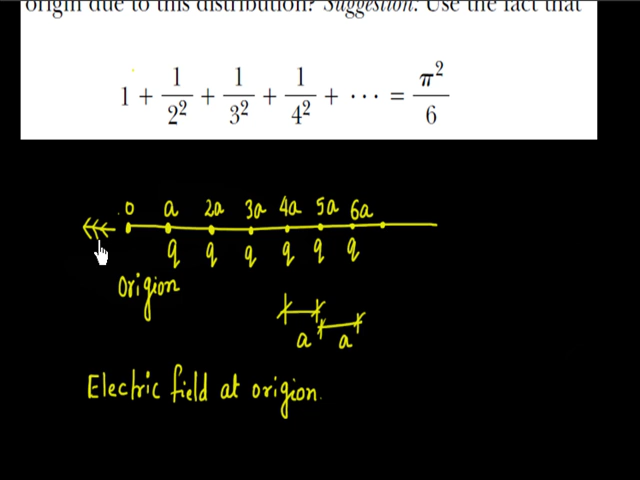 origin due to this distribution? Suggestion: Use the fact that
1 + 1/2² + 1/3² + 1/4² + ··· = π²/6
0 a 2a 3a 4a 5a 6a
q q q q q q
Origion
a a
Electric field at origion.